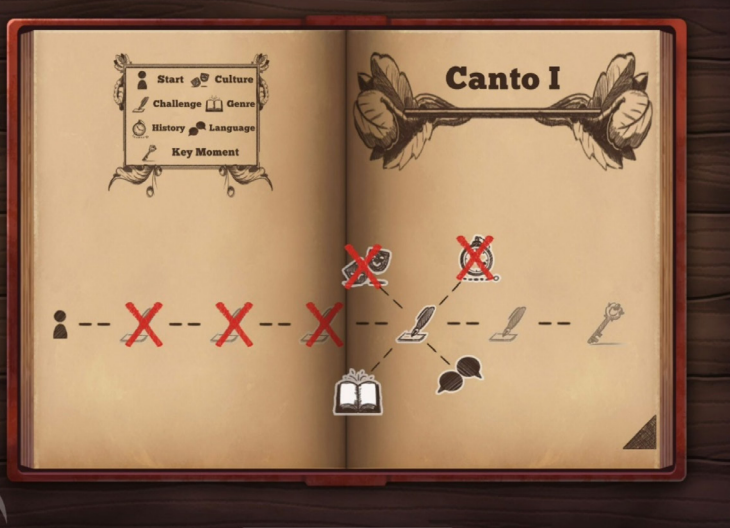 Start Culture
Challenge Genre
History Language
Key Moment
Canto I